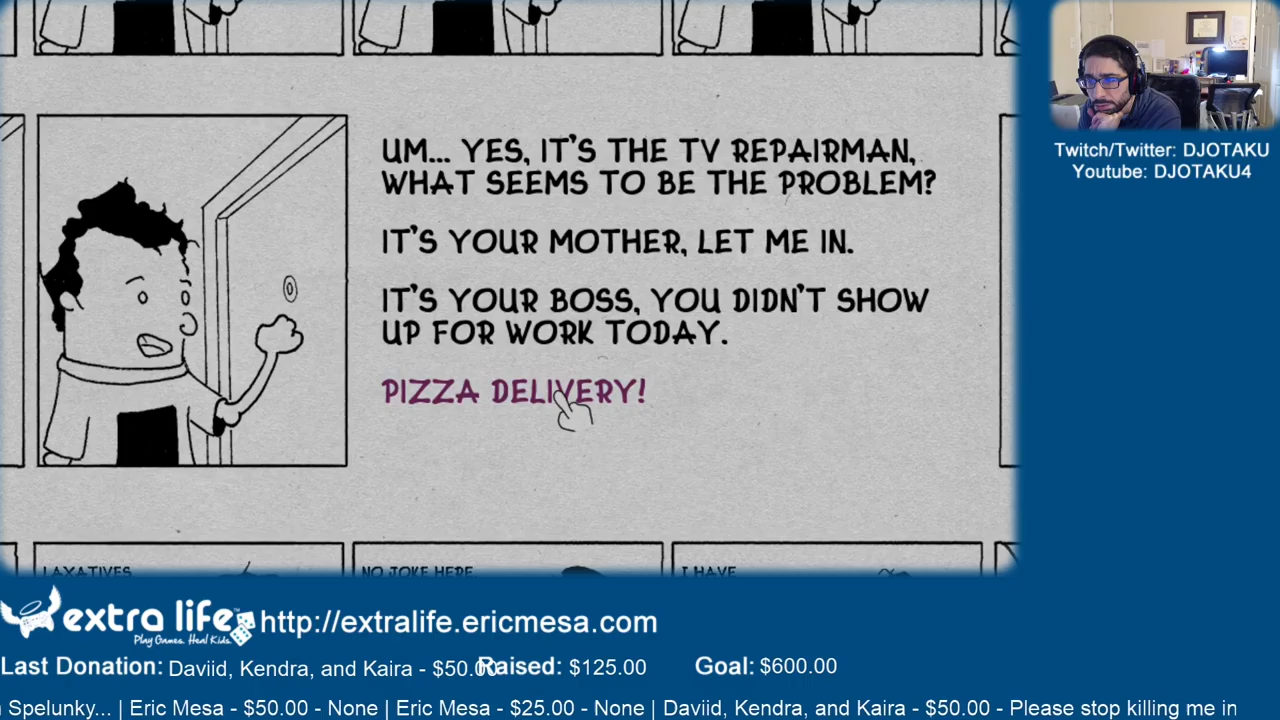 UM... YES, IT'S THE TV REPAIRMAN,
WHAT SEEMS TO BE THE PROBLEM?
IT'S YOUR MOTHER, LET ME IN.
IT'S YOUR BOSS, YOU DIDN'T SHOW
UP FOR WORK TODAY.
PIZZA DELIVERY!
Twitch/Twitter: DJOTAKU
Youtube: DJOTAKU4
LAXATIVES
NO JOKE HERE
I HAVE
extra life
Play Games. Heal Kids.
http://extralife.ericmesa.com
Last Donation: Daviid, Kendra, and Kaira - $50.00 Raised: $125.00 Goal: $600.00
Spelunky... | Eric Mesa - $50.00 - None | Eric Mesa - $25.00 - None | Daviid, Kendra, and Kaira - $50.00 - Please stop killing me in